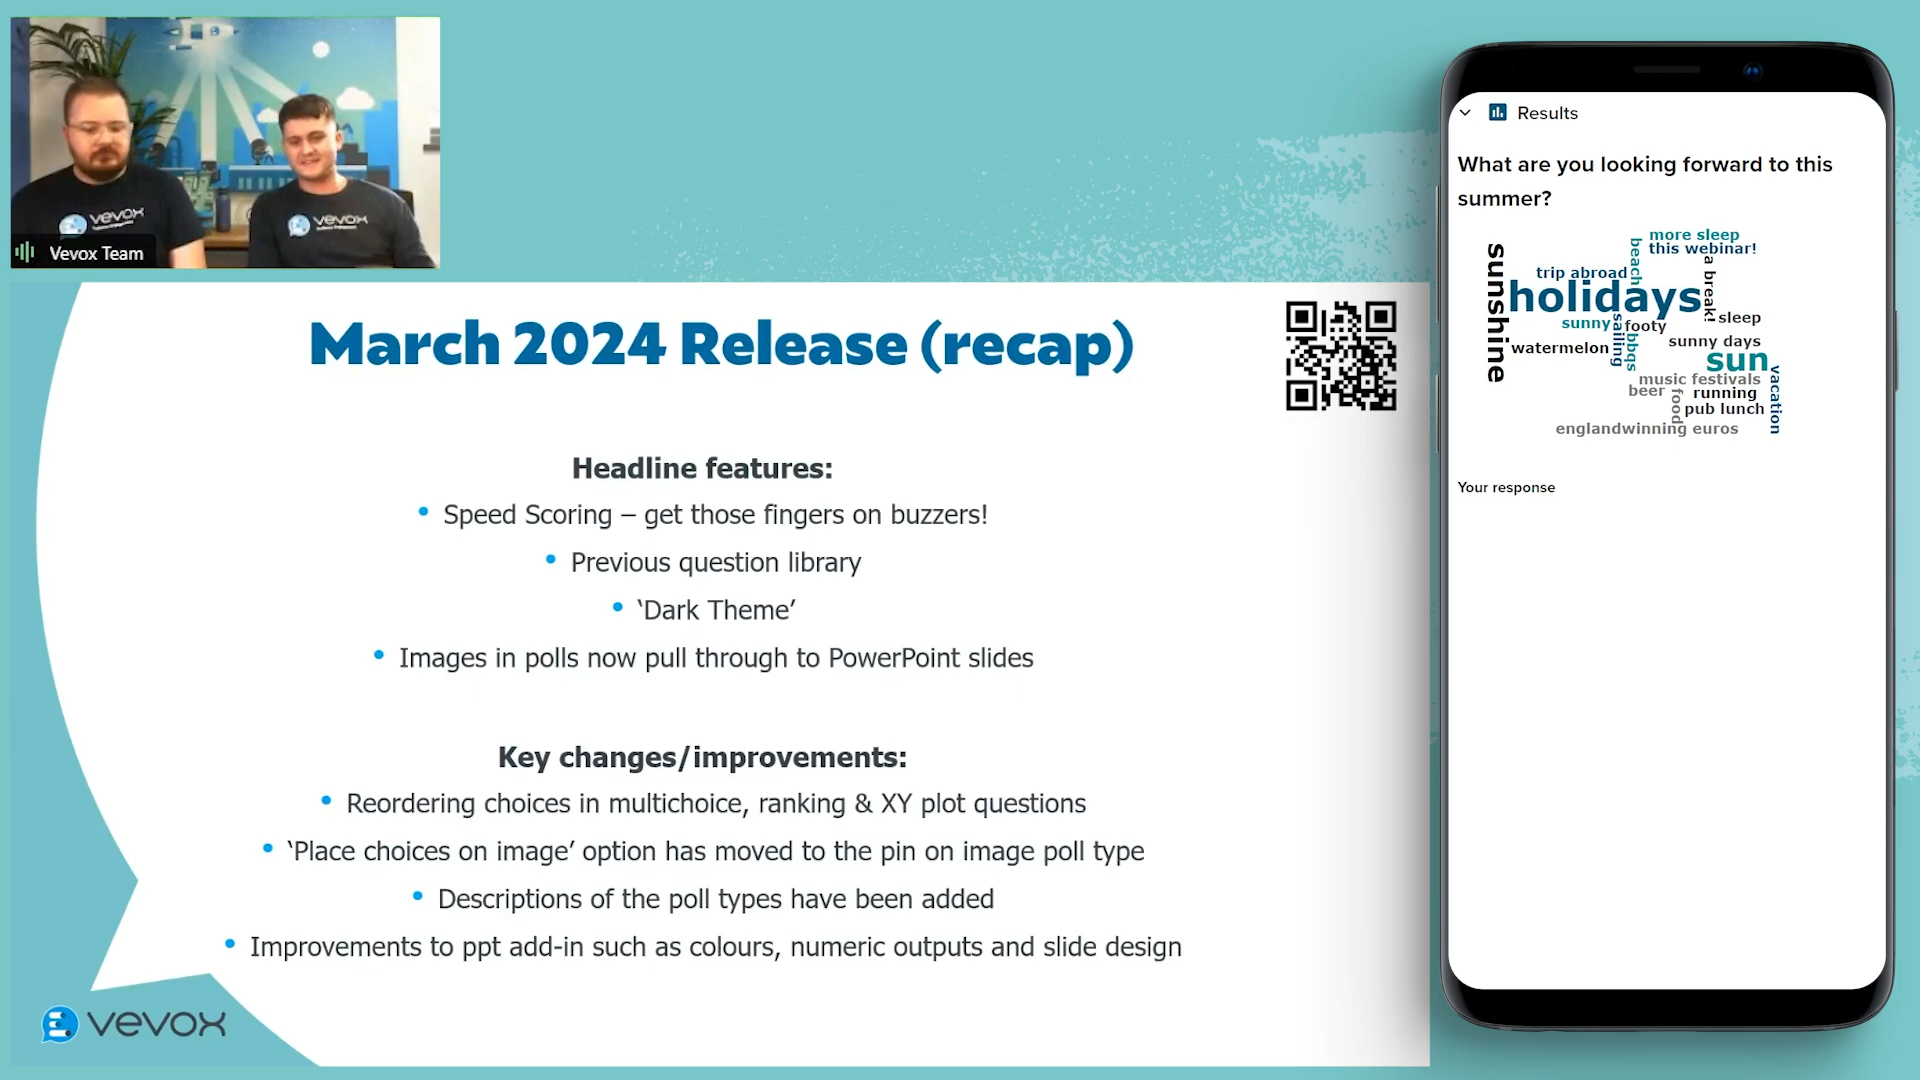 vevox
vevox
Vevox Team
March 2024 Release (recap)
Headline features:
• Speed Scoring – get those fingers on buzzers!
• Previous question library
• ‘Dark Theme’
• Images in polls now pull through to PowerPoint slides
Key changes/improvements:
• Reordering choices in multichoice, ranking & XY plot questions
• ‘Place choices on image’ option has moved to the pin on image poll type
• Descriptions of the poll types have been added
• Improvements to ppt add-in such as colours, numeric outputs and slide design
vevox
Results
What are you looking forward to this
summer?
more sleep
this webinar!
beach
a break!
sunshine
trip abroad
holidays
sleep
sunny
sailing
footy
bbqs
sunny days
watermelon
sun
music festivals
vacation
beer
food
running
pub lunch
englandwinning euros
Your response